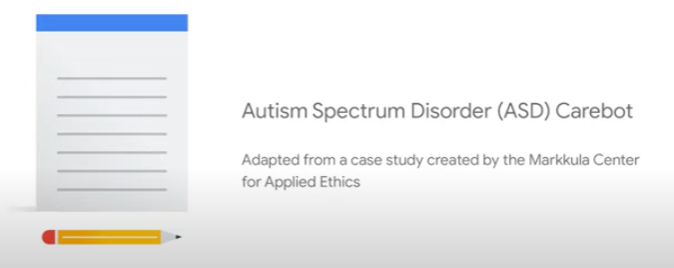 Autism Spectrum Disorder (ASD) Carebot
Adapted from a case study created by the Markkula Center
for Applied Ethics